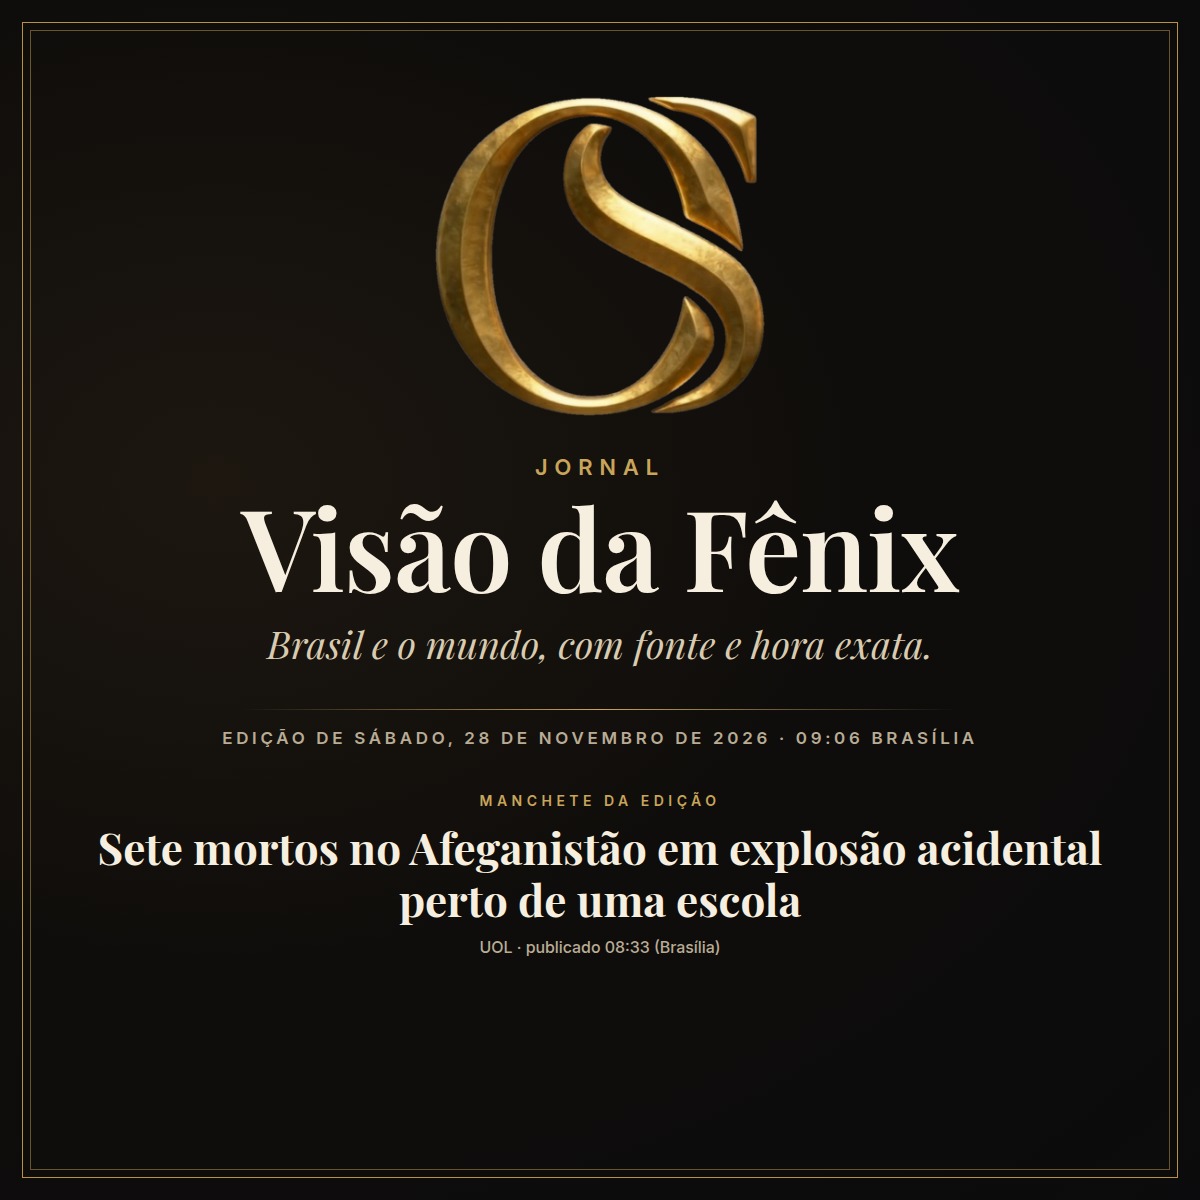 CS
JORNAL
Visão da Fênix
Brasil e o mundo, com fonte e hora exata.
EDIÇÃO DE SÁBADO, 28 DE NOVEMBRO DE 2026 · 09:06 BRASÍLIA
MANCHETE DA EDIÇÃO
Sete mortos no Afeganistão em explosão acidental
perto de uma escola
UOL · publicado 08:33 (Brasília)